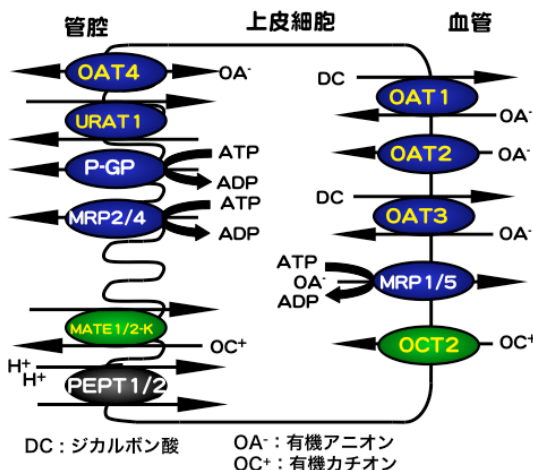 管腔 上皮細胞 血管
OAT4 OA⁻
URAT1
P-GP ATP
ADP
MRP2/4 ATP
ADP
MATE1/2-K
OC⁺
H⁺
H⁺
PEPT1/2
DC
OAT1
OA⁻
OAT2 OA⁻
DC
OAT3
OA⁻
ATP
OA⁻ MRP1/5
ADP
OCT2 OC⁺
DC : ジカルボン酸 OA⁻ : 有機アニオン
OC⁺ : 有機カチオン